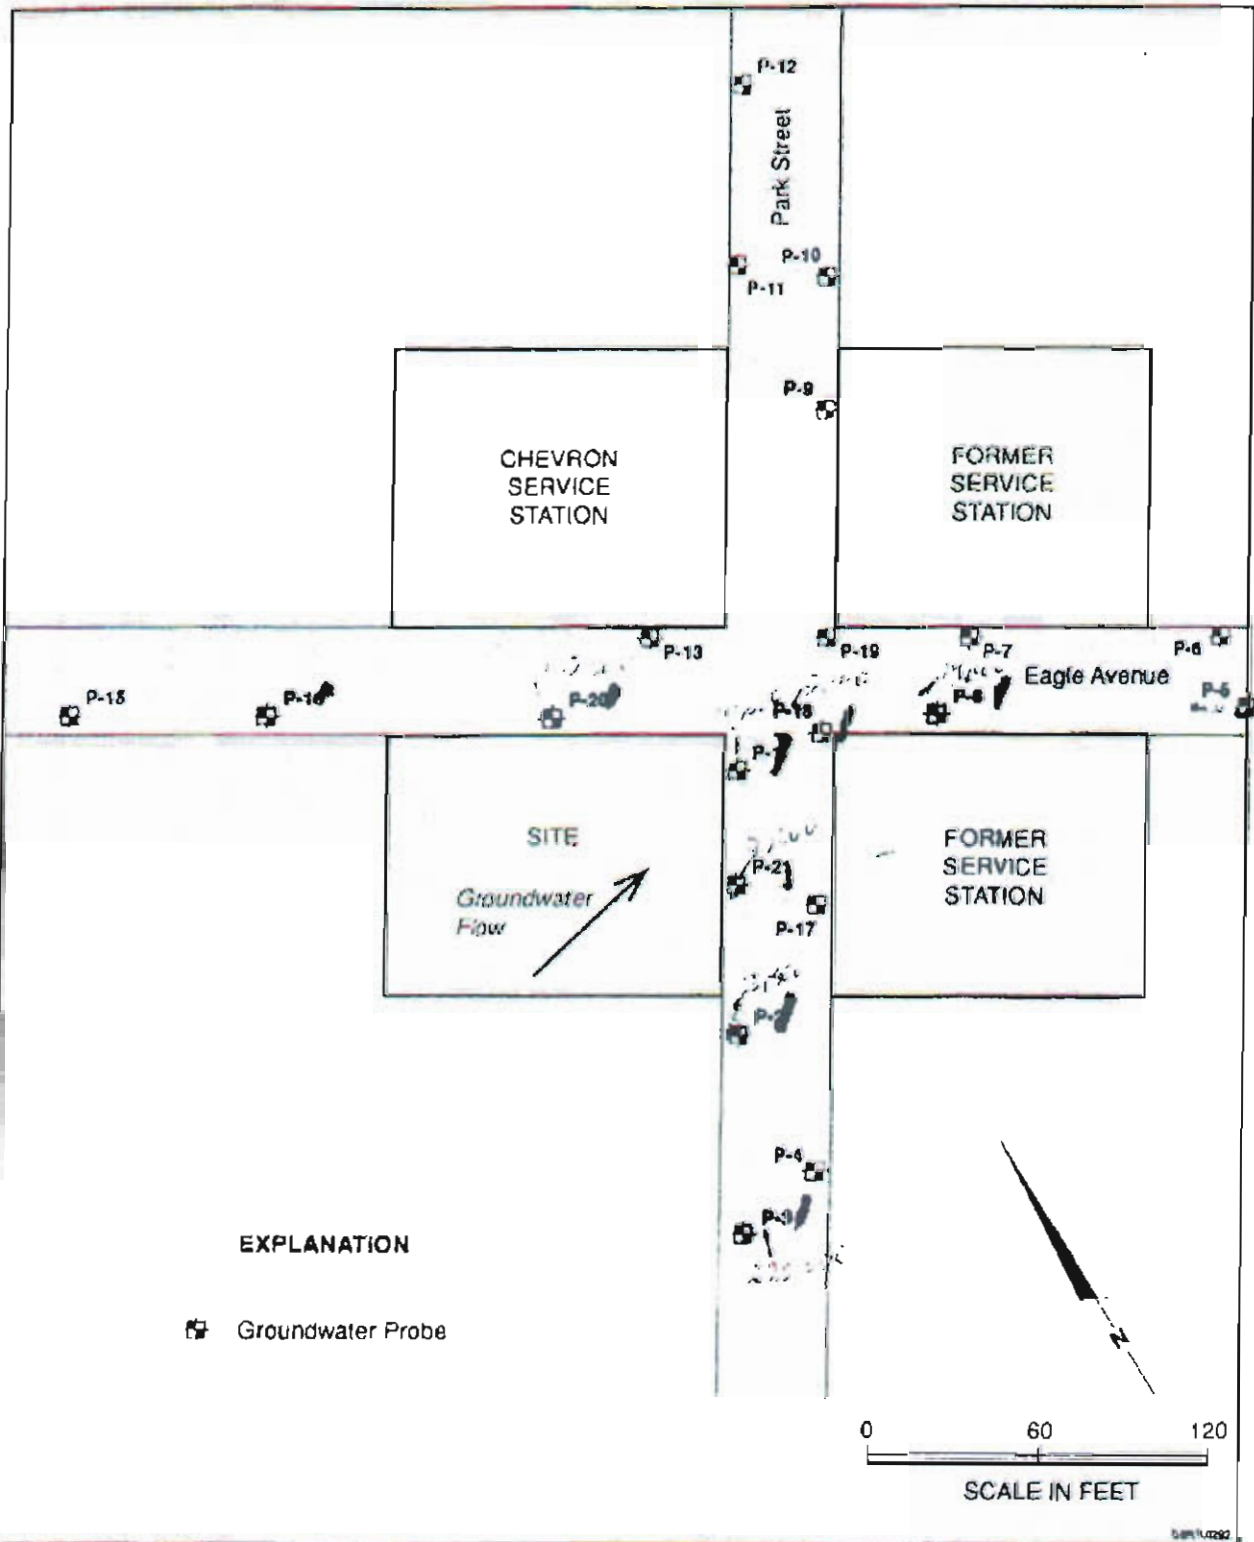 P-12
Park Street
P-10
P-11
P-9
CHEVRON
SERVICE
STATION
FORMER
SERVICE
STATION
P-13
P-19
P-7
P-6
Eagle Avenue
P-15
P-16
P-20
P-18
P-8
P-5
P-1
SITE
Groundwater
Flow
P-21
P-17
FORMER
SERVICE
STATION
P-2
P-4
P-3
EXPLANATION
Groundwater Probe
N
0 60 120
SCALE IN FEET